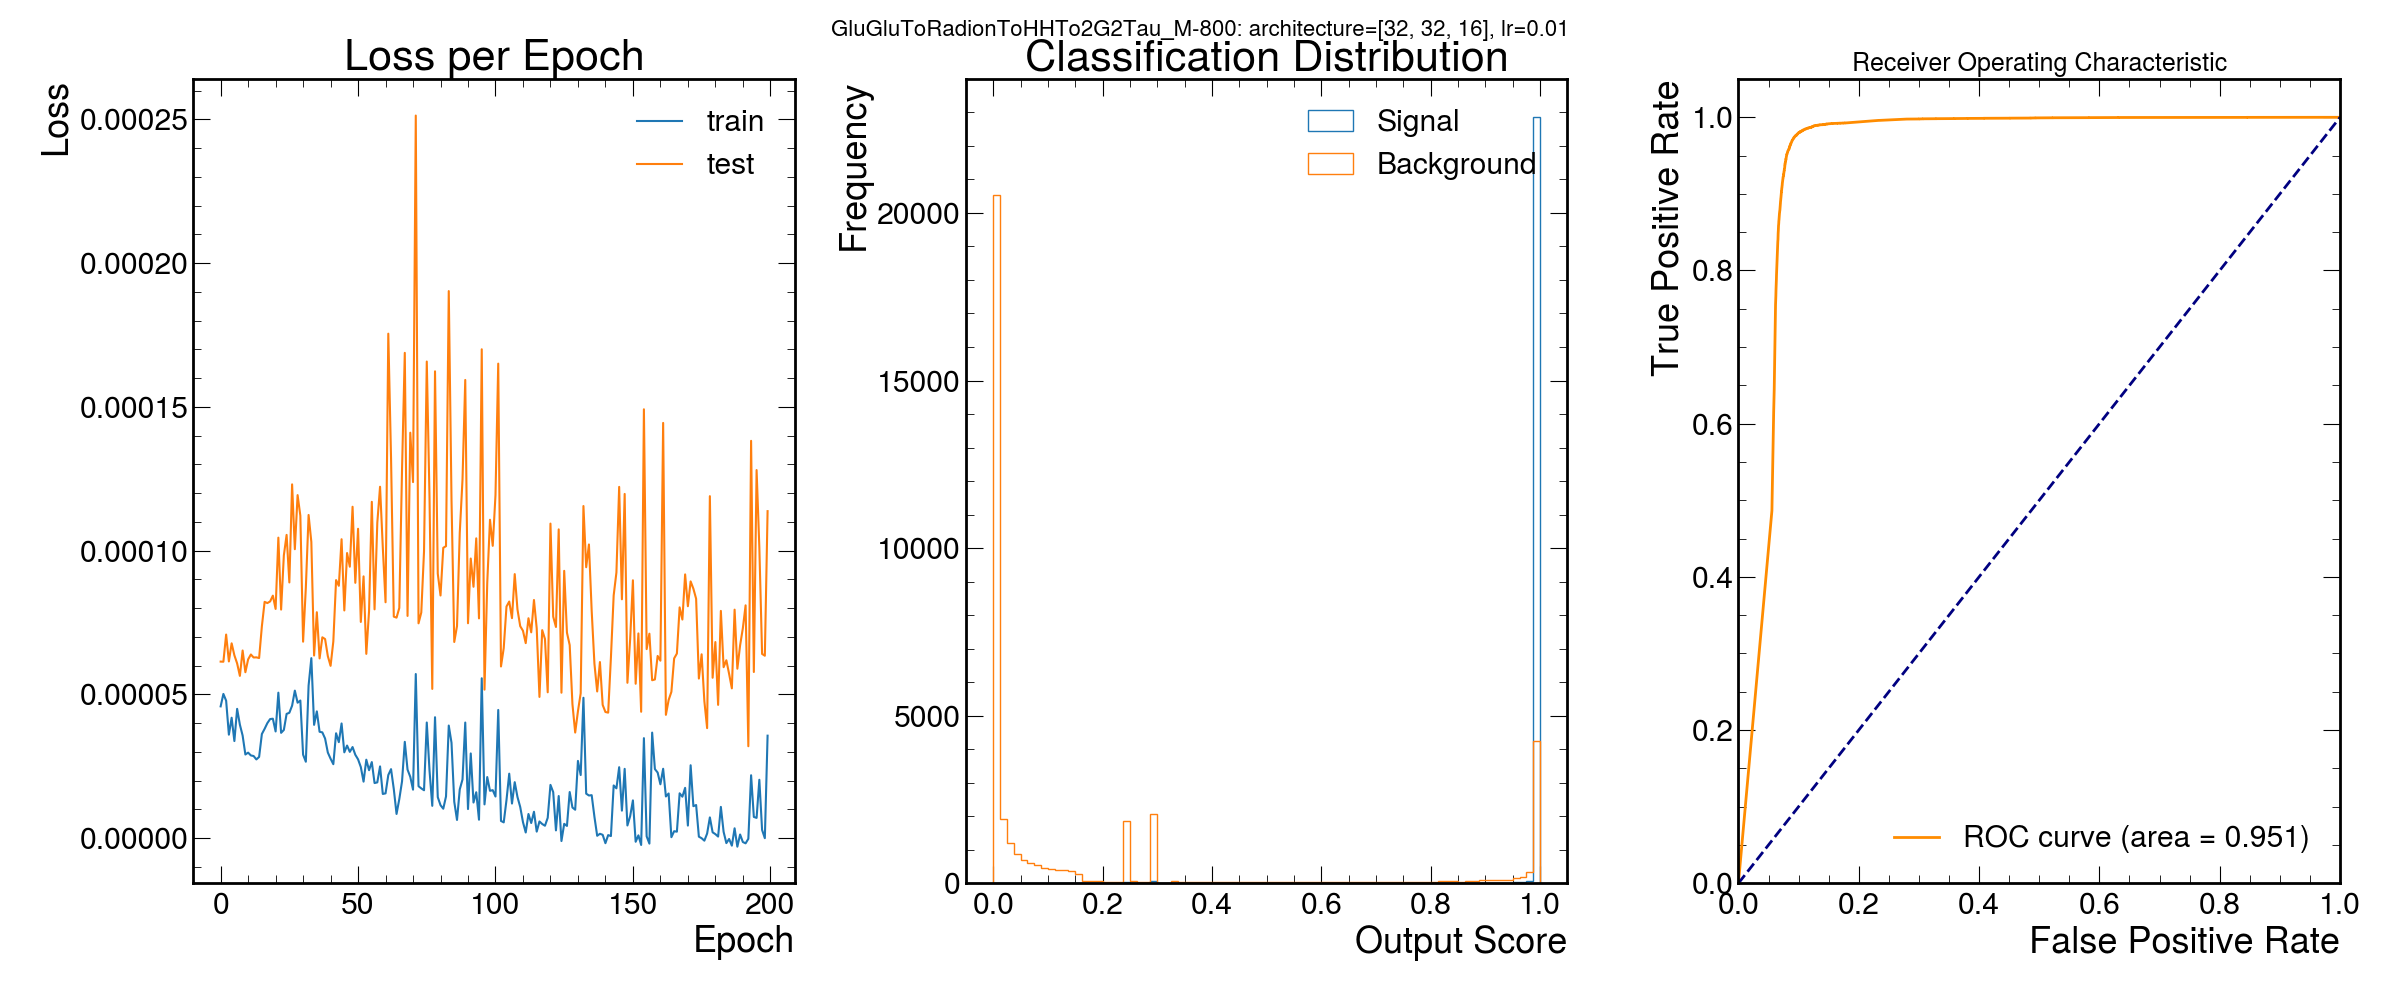 GluGluToRadionToHHTo2G2Tau_M-800: architecture=[32, 32, 16], lr=0.01
Loss per Epoch
Loss
0.00025
0.00020
0.00015
0.00010
0.00005
0.00000
train
test
0 50 100 150 200
Epoch
Classification Distribution
Frequency
20000
15000
10000
5000
0
Signal
Background
0.0 0.2 0.4 0.6 0.8 1.0
Output Score
Receiver Operating Characteristic
True Positive Rate
1.0
0.8
0.6
0.4
0.2
0.0
ROC curve (area = 0.951)
0.0 0.2 0.4 0.6 0.8 1.0
False Positive Rate